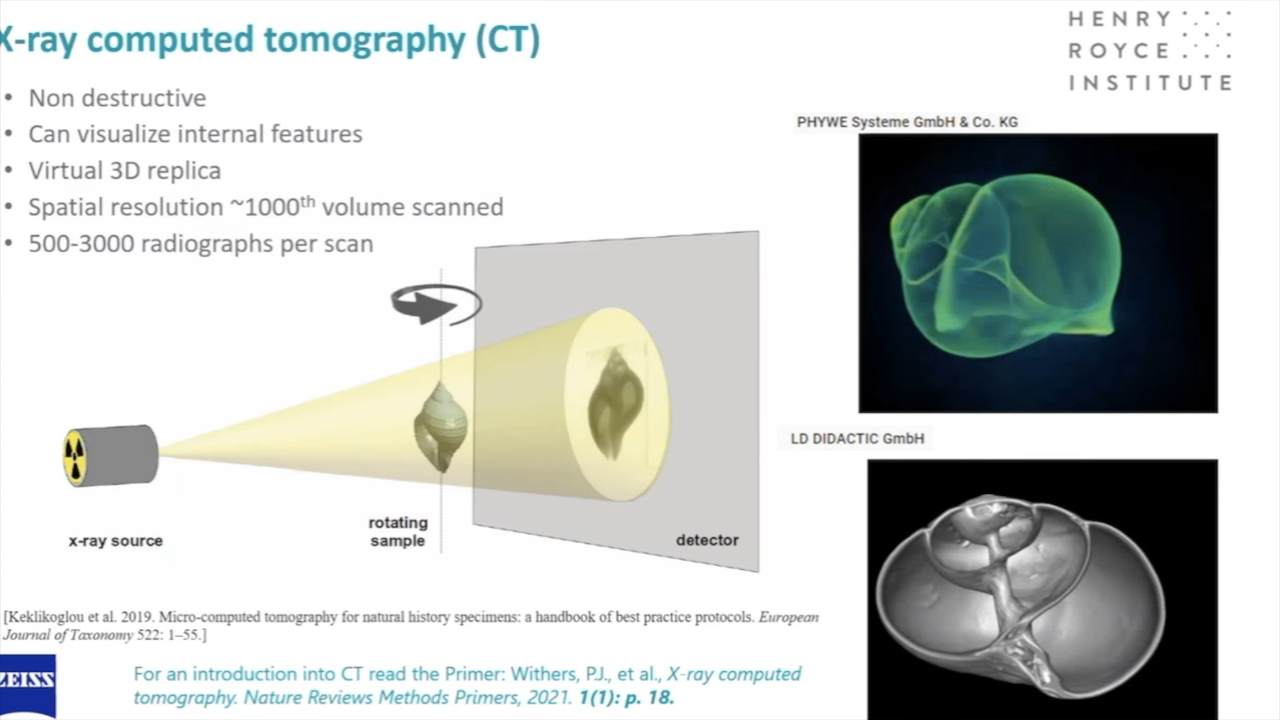 X-ray computed tomography (CT)
HENRY
ROYCE
INSTITUTE
• Non destructive
• Can visualize internal features
• Virtual 3D replica
• Spatial resolution ~1000th volume scanned
• 500-3000 radiographs per scan
PHYWE Systeme GmbH & Co. KG
LD DIDACTIC GmbH
x-ray source
rotating
sample
detector
[Keklikoglou et al. 2019. Micro-computed tomography for natural history specimens: a handbook of best practice protocols. European
Journal of Taxonomy 522: 1–55.]
ZEISS
For an introduction into CT read the Primer: Withers, P.J., et al., X-ray computed
tomography. Nature Reviews Methods Primers, 2021. 1(1): p. 18.